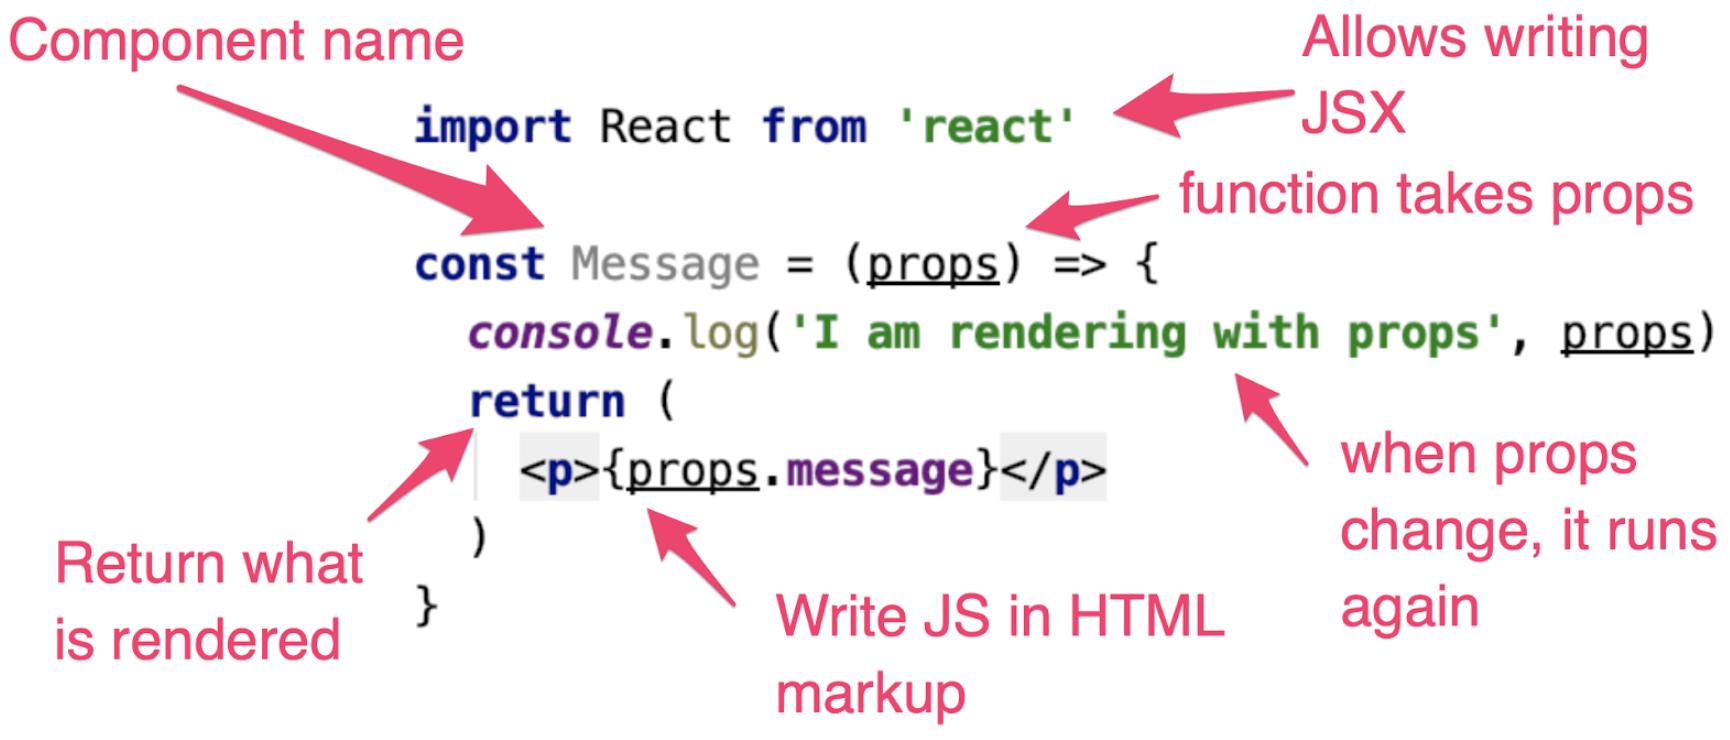 Component name
Allows writing
JSX
import React from 'react'
function takes props
const Message = (props) => {
console.log('I am rendering with props', props)
return (
<p>{props.message}</p>
)
}
when props
change, it runs
again
Return what
is rendered
Write JS in HTML
markup